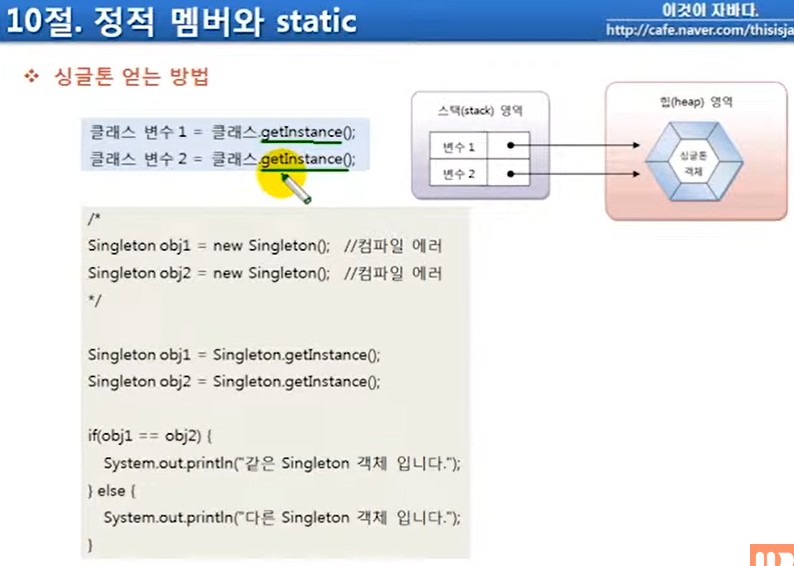 10절. 정적 멤버와 static
이것이 자바다.
http://cafe.naver.com/thisisja
❖ 싱글톤 얻는 방법
클래스 변수 1 = 클래스.getInstance();
클래스 변수 2 = 클래스.getInstance();
스택(stack) 영역
변수 1
변수 2
힙(heap) 영역
싱글톤
객체
/*
Singleton obj1 = new Singleton(); //컴파일 에러
Singleton obj2 = new Singleton(); //컴파일 에러
*/
Singleton obj1 = Singleton.getInstance();
Singleton obj2 = Singleton.getInstance();
if(obj1 == obj2) {
System.out.println("같은 Singleton 객체 입니다.");
} else {
System.out.println("다른 Singleton 객체 입니다.");
}